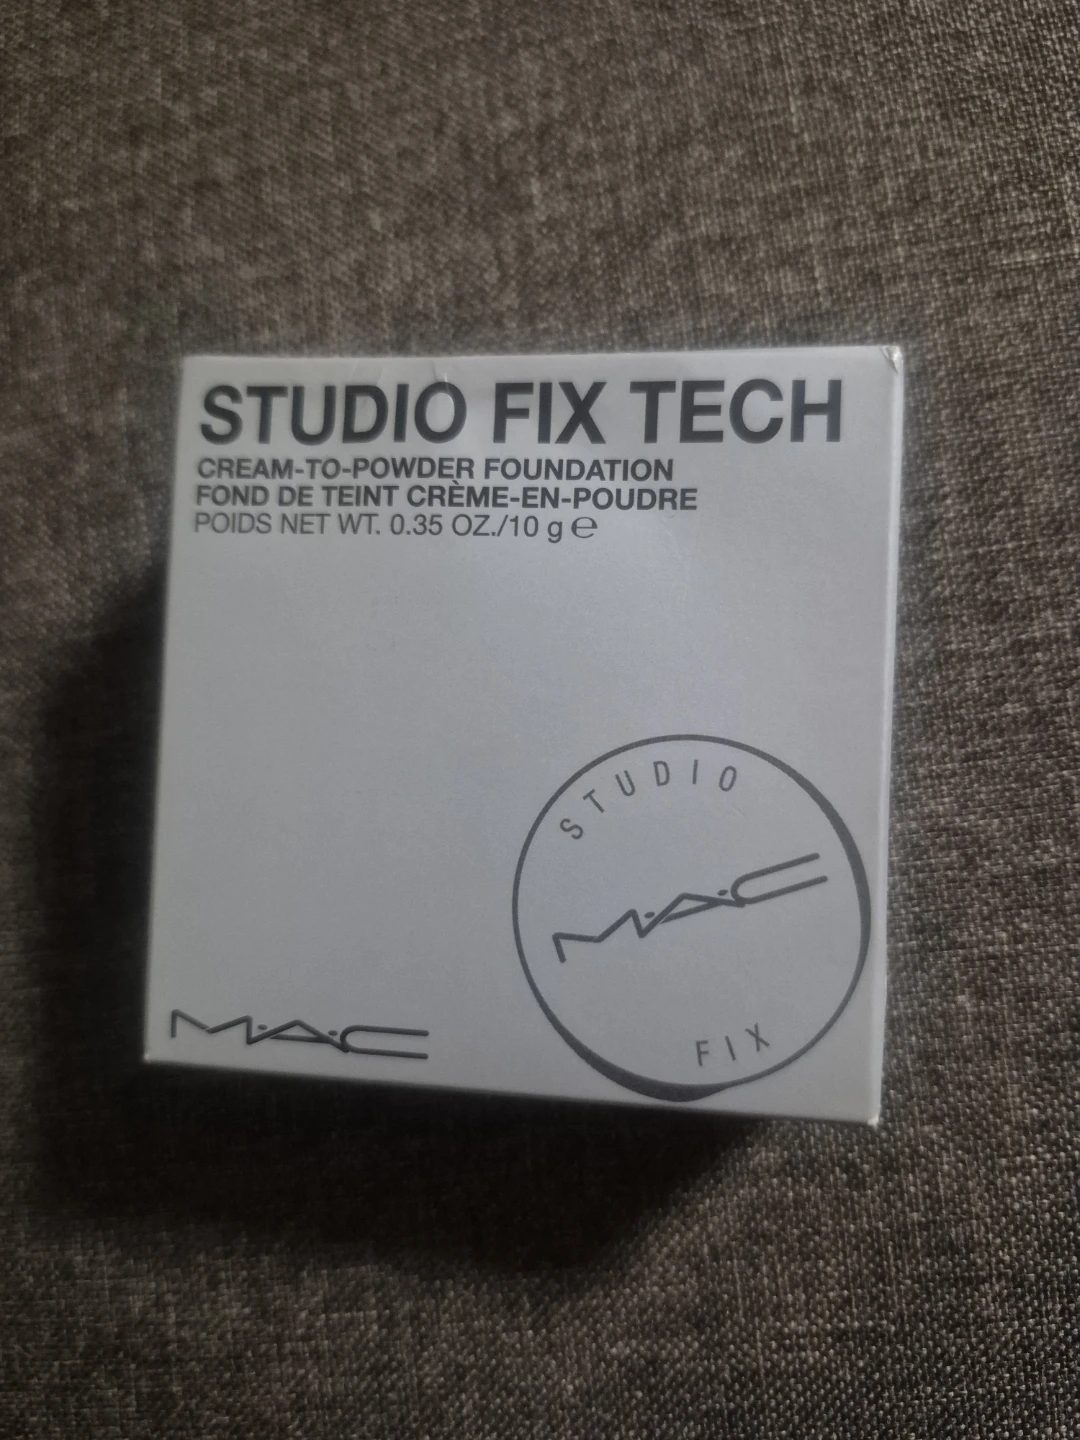 STUDIO FIX TECH
CREAM-TO-POWDER FOUNDATION
FOND DE TEINT CRÈME-EN-POUDRE
POIDS NET WT. 0.35 OZ./10 g ℮
STUDIO
M·A·C
FIX
M·A·C